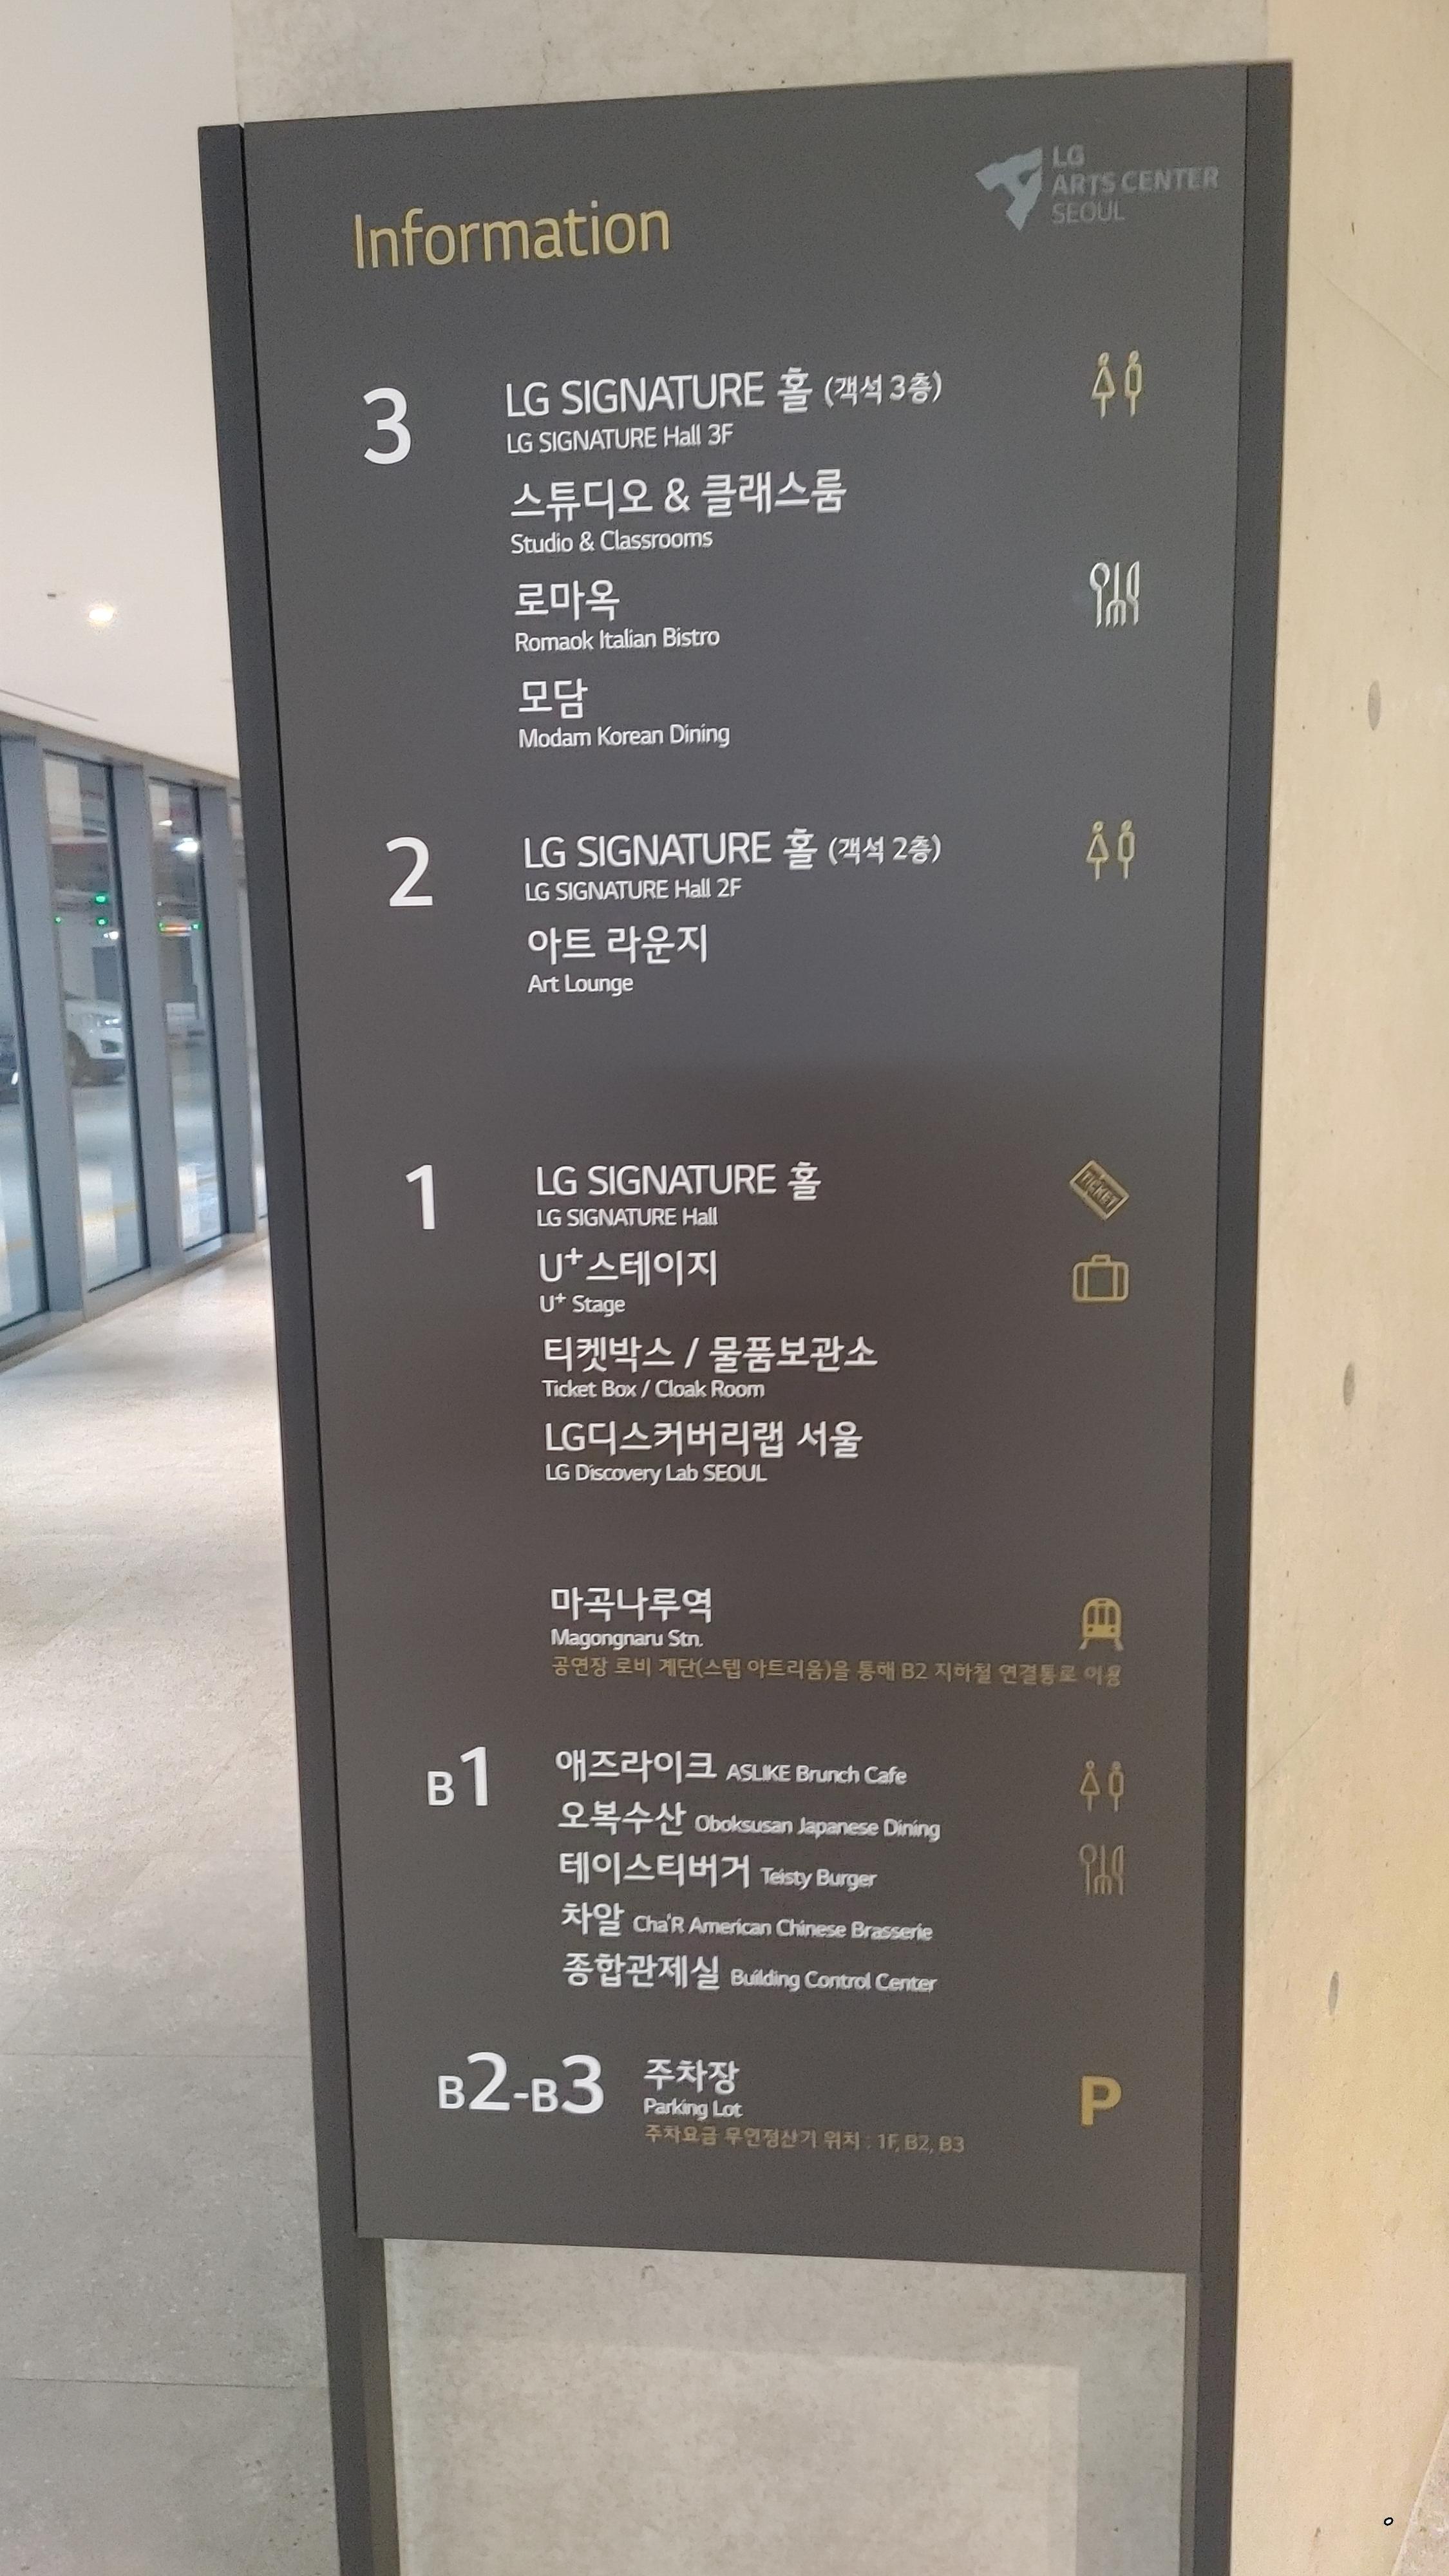 LG
ARTS CENTER
SEOUL
Information
3
LG SIGNATURE 홀 (객석 3층)
LG SIGNATURE Hall 3F
스튜디오 & 클래스룸
Studio & Classrooms
로마옥
Romaok Italian Bistro
모담
Modam Korean Dining
2
LG SIGNATURE 홀 (객석 2층)
LG SIGNATURE Hall 2F
아트 라운지
Art Lounge
1
LG SIGNATURE 홀
LG SIGNATURE Hall
TICKET
U⁺스테이지
U⁺ Stage
티켓박스 / 물품보관소
Ticket Box / Cloak Room
LG디스커버리랩 서울
LG Discovery Lab SEOUL
마곡나루역
Magongnaru Stn.
공연장 로비 계단(스텝 아트리움)을 통해 B2 지하철 연결통로 이용
B1
애즈라이크 ASLIKE Brunch Cafe
오복수산 Oboksusan Japanese Dining
테이스티버거 Teisty Burger
차알 Cha'R American Chinese Brasserie
종합관제실 Building Control Center
B2-B3
주차장
Parking Lot
P
주차요금 무인정산기 위치 : 1F, B2, B3